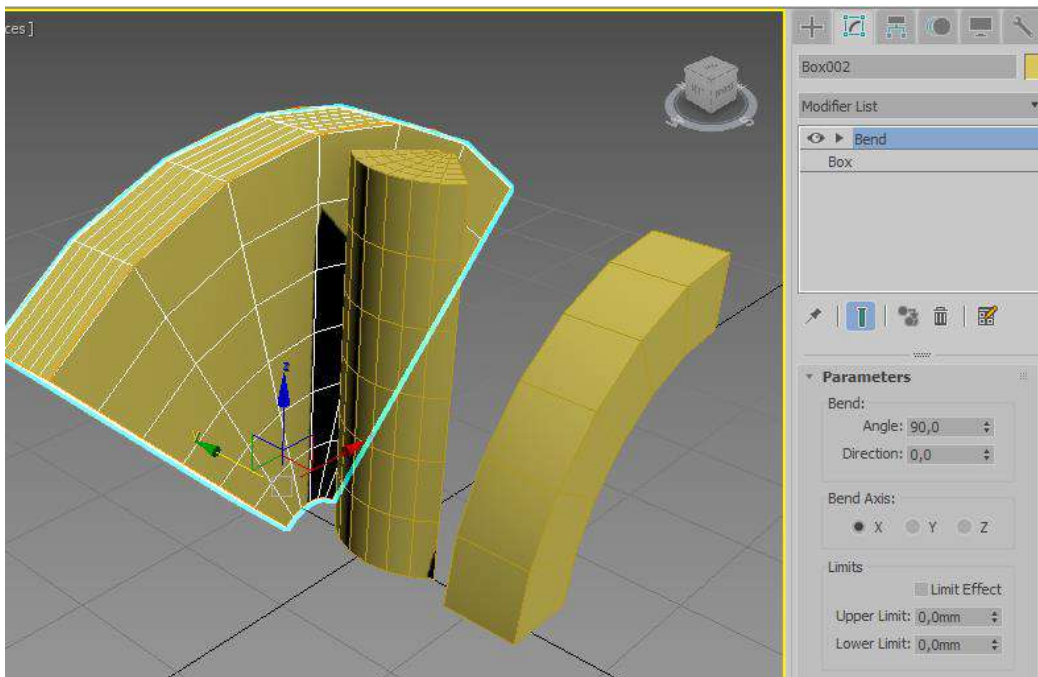 ces ]
Box002
Modifier List
Bend
Box
z
Parameters
Bend:
Angle: 90,0
Direction: 0,0
Bend Axis:
X Y Z
Limits
Limit Effect
Upper Limit: 0,0mm
Lower Limit: 0,0mm